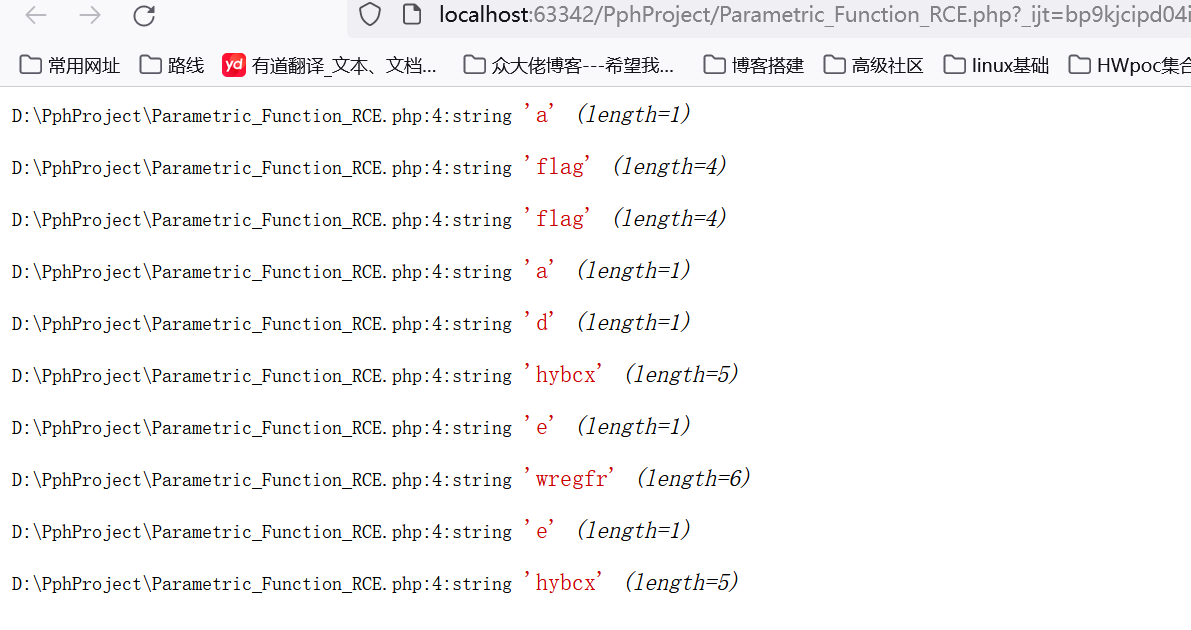 localhost:63342/PphProject/Parametric_Function_RCE.php?_ijt=bp9kjcipd04i
常用网址 路线 yd 有道翻译_文本、文档... 众大佬博客---希望我... 博客搭建 高级社区 linux基础 HWpoc集合
D:\PphProject\Parametric_Function_RCE.php:4:string 'a' (length=1)
D:\PphProject\Parametric_Function_RCE.php:4:string 'flag' (length=4)
D:\PphProject\Parametric_Function_RCE.php:4:string 'flag' (length=4)
D:\PphProject\Parametric_Function_RCE.php:4:string 'a' (length=1)
D:\PphProject\Parametric_Function_RCE.php:4:string 'd' (length=1)
D:\PphProject\Parametric_Function_RCE.php:4:string 'hybcx' (length=5)
D:\PphProject\Parametric_Function_RCE.php:4:string 'e' (length=1)
D:\PphProject\Parametric_Function_RCE.php:4:string 'wregfr' (length=6)
D:\PphProject\Parametric_Function_RCE.php:4:string 'e' (length=1)
D:\PphProject\Parametric_Function_RCE.php:4:string 'hybcx' (length=5)